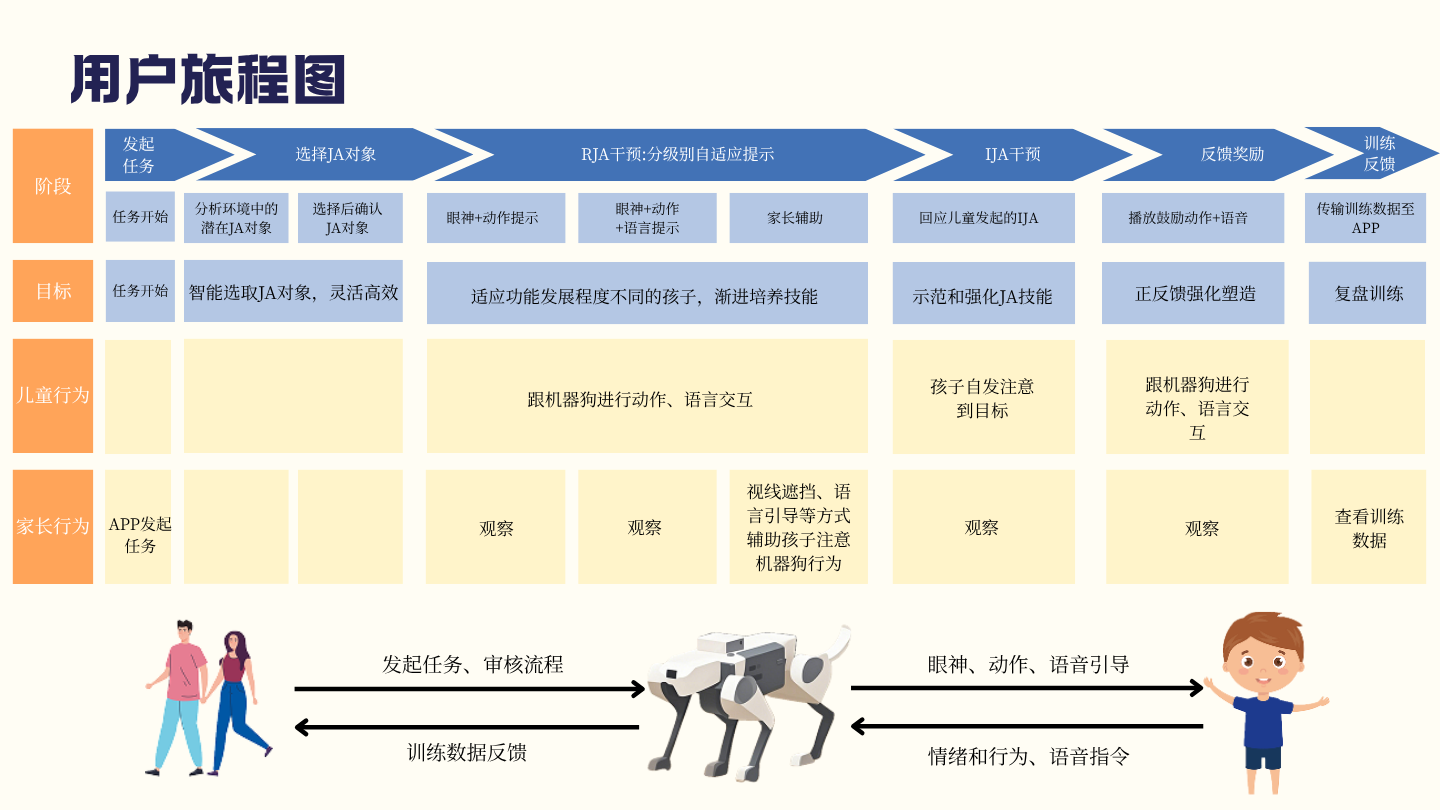 用户旅程图
阶段
发起
任务
选择JA对象
RJA干预:分级别自适应提示
IJA干预
反馈奖励
训练
反馈
任务开始
分析环境中的
潜在JA对象
选择后确认
JA对象
眼神+动作提示
眼神+动作
+语言提示
家长辅助
回应儿童发起的IJA
播放鼓励动作+语音
传输训练数据至
APP
目标
任务开始
智能选取JA对象，灵活高效
适应功能发展程度不同的孩子，渐进培养技能
示范和强化JA技能
正反馈强化塑造
复盘训练
儿童行为
跟机器狗进行动作、语言交互
孩子自发注意
到目标
跟机器狗进行
动作、语言交
互
家长行为
APP发起
任务
观察
观察
视线遮挡、语
言引导等方式
辅助孩子注意
机器狗行为
观察
观察
查看训练
数据
发起任务、审核流程
训练数据反馈
眼神、动作、语音引导
情绪和行为、语音指令